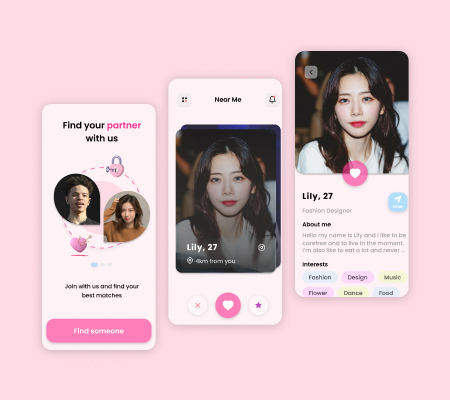 Find your partner
with us
Join with us and find your
best matches
Find someone
Near Me
Lily, 27
4km from you
Lily, 27
Fashion Designer
About me
Hello my name is Lily and I like to be
carefree and to live in the moment.
I'm also like to eat a lot and never ...
Interests
Fashion
Design
Music
Flower
Dance
Food